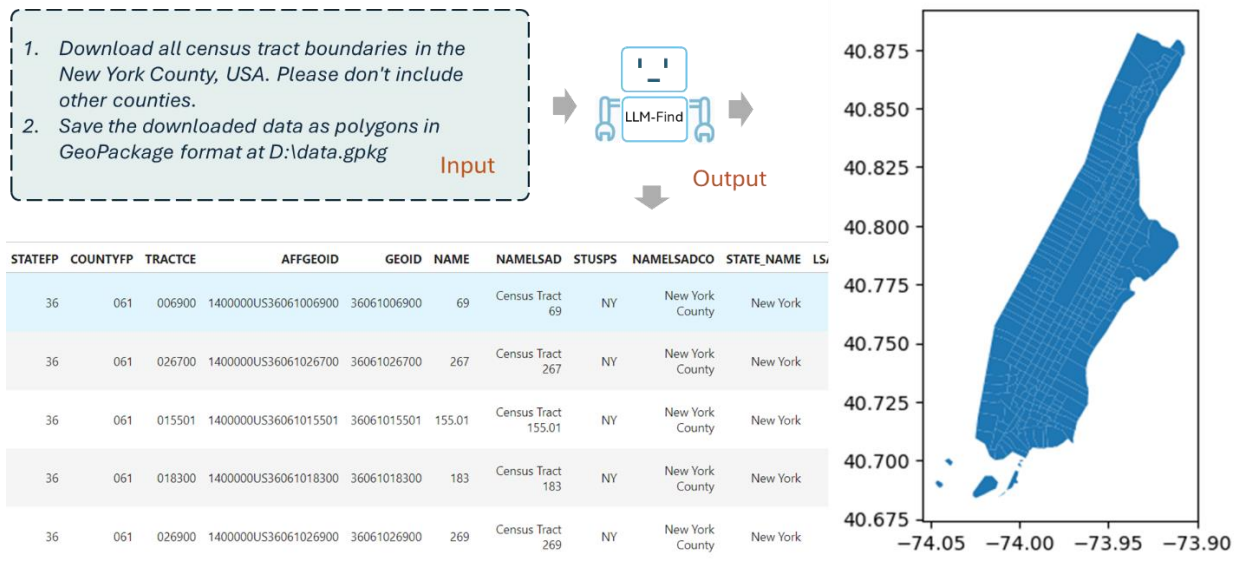 1. Download all census tract boundaries in the
New York County, USA. Please don't include
other counties.
2. Save the downloaded data as polygons in
GeoPackage format at D:\data.gpkg
Input
LLM-Find
Output
STATEFP COUNTYFP TRACTCE AFFGEOID GEOID NAME NAMELSAD STUSPS NAMELSADCO STATE_NAME
36 061 006900 1400000US36061006900 36061006900 69 Census Tract 69 NY New York County New York
36 061 026700 1400000US36061026700 36061026700 267 Census Tract 267 NY New York County New York
36 061 015501 1400000US36061015501 36061015501 155.01 Census Tract 155.01 NY New York County New York
36 061 018300 1400000US36061018300 36061018300 183 Census Tract 183 NY New York County New York
36 061 026900 1400000US36061026900 36061026900 269 Census Tract 269 NY New York County New York
40.875
40.850
40.825
40.800
40.775
40.750
40.725
40.700
40.675
−74.05 −74.00 −73.95 −73.90